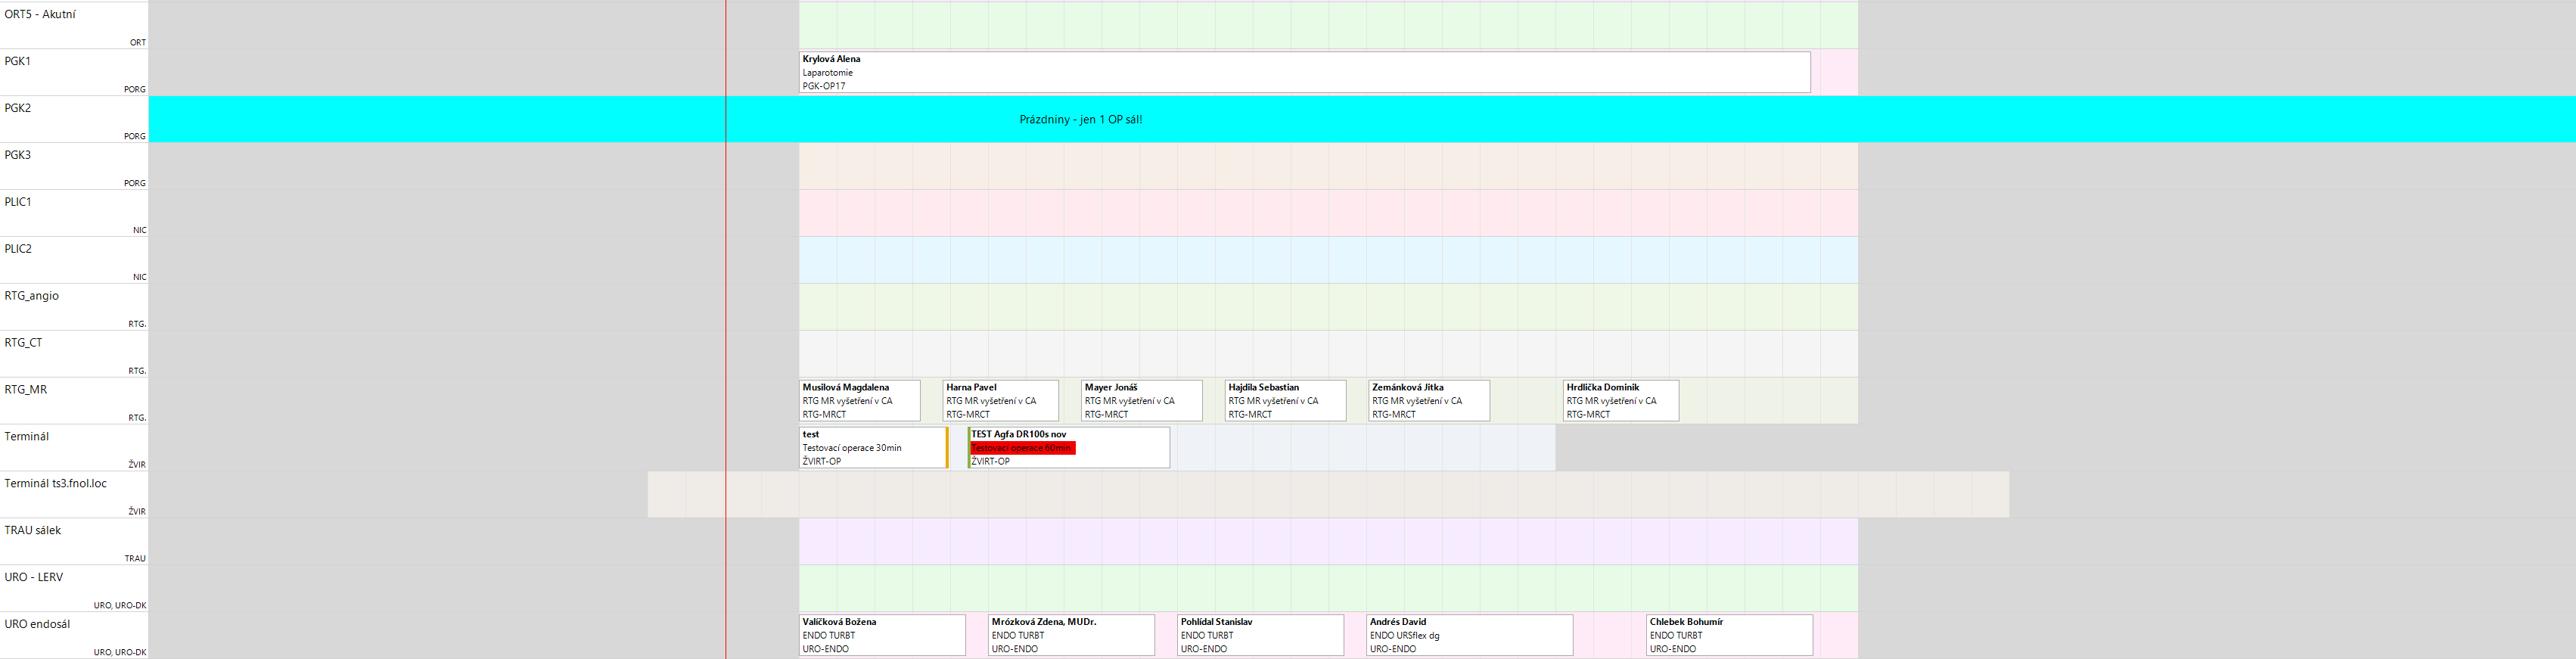 ORT5 - Akutní
ORT
PGK1
PORG
Krylová Alena
Laparotomie
PGK-OP17
PGK2
PORG
Prázdniny - jen 1 OP sál!
PGK3
PORG
PLIC1
NIC
PLIC2
NIC
RTG_angio
RTG.
RTG_CT
RTG.
RTG_MR
RTG.
Musilová Magdalena
RTG MR vyšetření v CA
RTG-MRCT
Harna Pavel
RTG MR vyšetření v CA
RTG-MRCT
Mayer Jonáš
RTG MR vyšetření v CA
RTG-MRCT
Hajdila Sebastian
RTG MR vyšetření v CA
RTG-MRCT
Zemánková Jitka
RTG MR vyšetření v CA
RTG-MRCT
Hrdlička Dominik
RTG MR vyšetření v CA
RTG-MRCT
Terminál
ŽVIR
test
Testovací operace 30min
ŽVIRT-OP
TEST Agfa DR100s nov
Testovací operace 60min
ŽVIRT-OP
Terminál ts3.fnol.loc
ŽVIR
TRAU sálek
TRAU
URO - LERV
URO, URO-DK
URO endosál
URO, URO-DK
Valíčková Božena
ENDO TURBT
URO-ENDO
Mrózková Zdena, MUDr.
ENDO TURBT
URO-ENDO
Pohlídal Stanislav
ENDO TURBT
URO-ENDO
Andrés David
ENDO URSflex dg
URO-ENDO
Chlebek Bohumír
ENDO TURBT
URO-ENDO